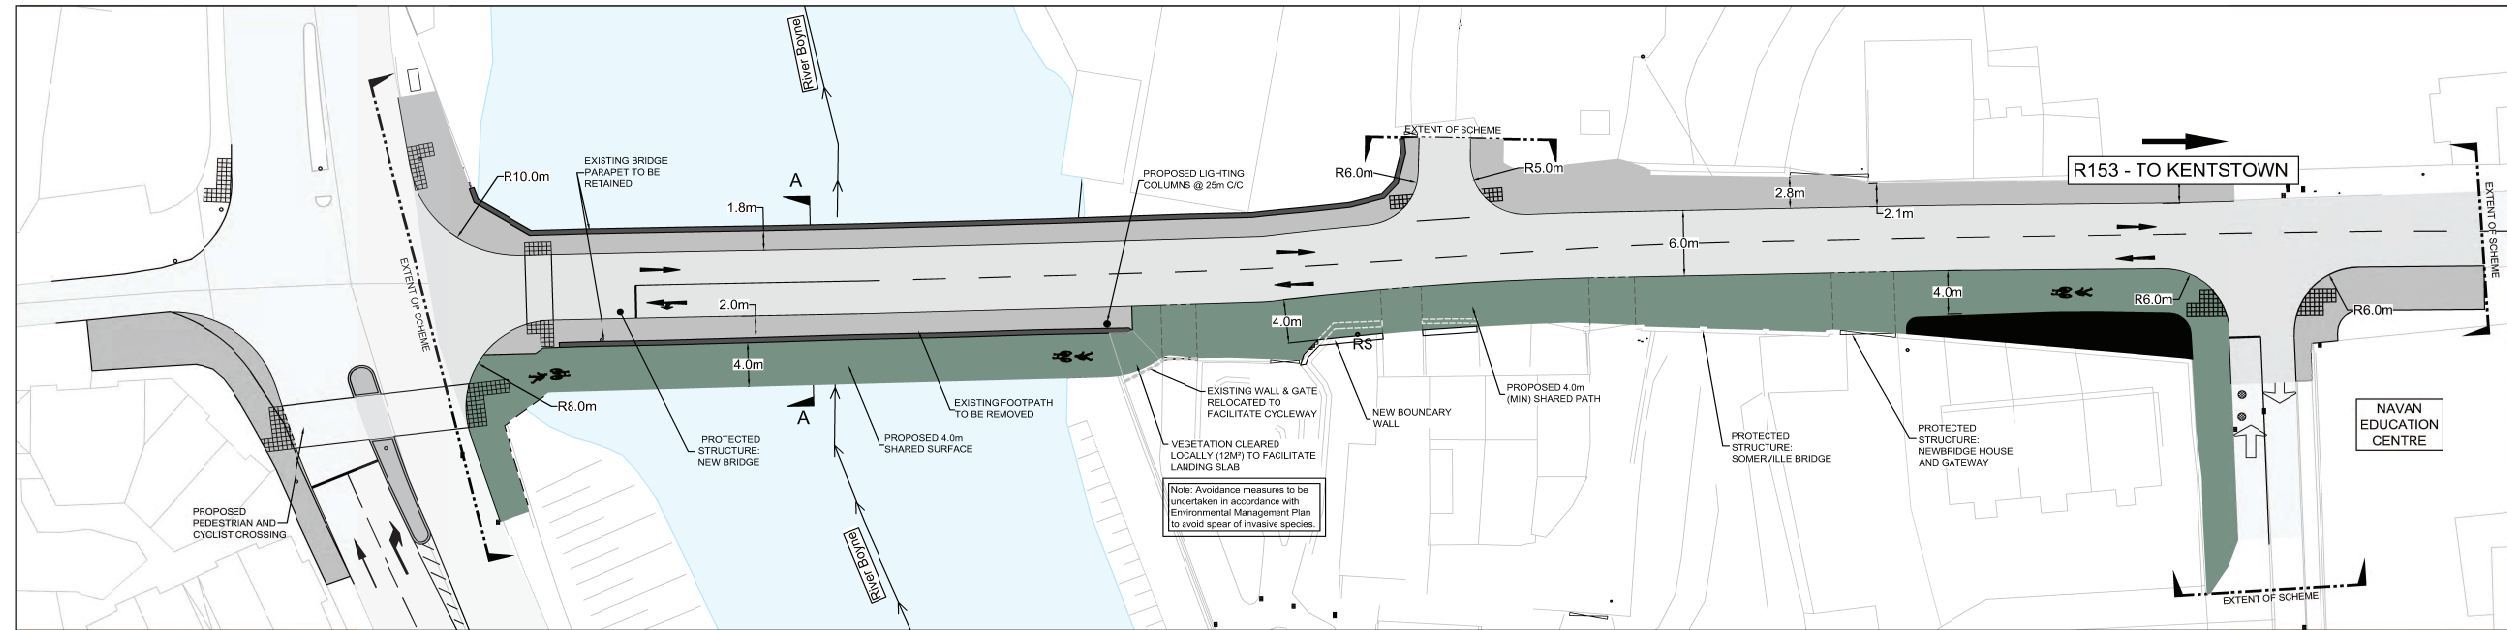 River Boyne
EXTENT OF SCHEME
R153 - TO KENTSTOWN
EXISTING BRIDGE
PARAPET TO BE
RETAINED
PROPOSED LIGHTING
COLUMNS @ 25m C/C
R10.0m
A
R6.0m
R5.0m
2.8m
1.8m
2.1m
6.0m
EXTENT OF SCHEME
EXTENT OF SCHEME
2.0m
4.0m
4.0m
R6.0m
R6.0m
RS
4.0m
R8.0m
A
EXISTING FOOTPATH
TO BE REMOVED
EXISTING WALL & GATE
RELOCATED TO
FACILITATE CYCLEWAY
NEW BOUNDARY
WALL
PROPOSED 4.0m
(MIN) SHARED PATH
PROTECTED
STRUCTURE:
NEW BRIDGE
PROPOSED 4.0m
SHARED SURFACE
VEGETATION CLEARED
LOCALLY (12M²) TO FACILITATE
LANDING SLAB
PROTECTED
STRUCTURE:
SOMERVILLE BRIDGE
PROTECTED
STRUCTURE:
NEWBRIDGE HOUSE
AND GATEWAY
NAVAN
EDUCATION
CENTRE
Note: Avoidance measures to be
undertaken in accordance with
Environmental Management Plan
to avoid spear of invasive species.
PROPOSED
PEDESTRIAN AND
CYCLIST CROSSING
River Boyne
EXTENT OF SCHEME